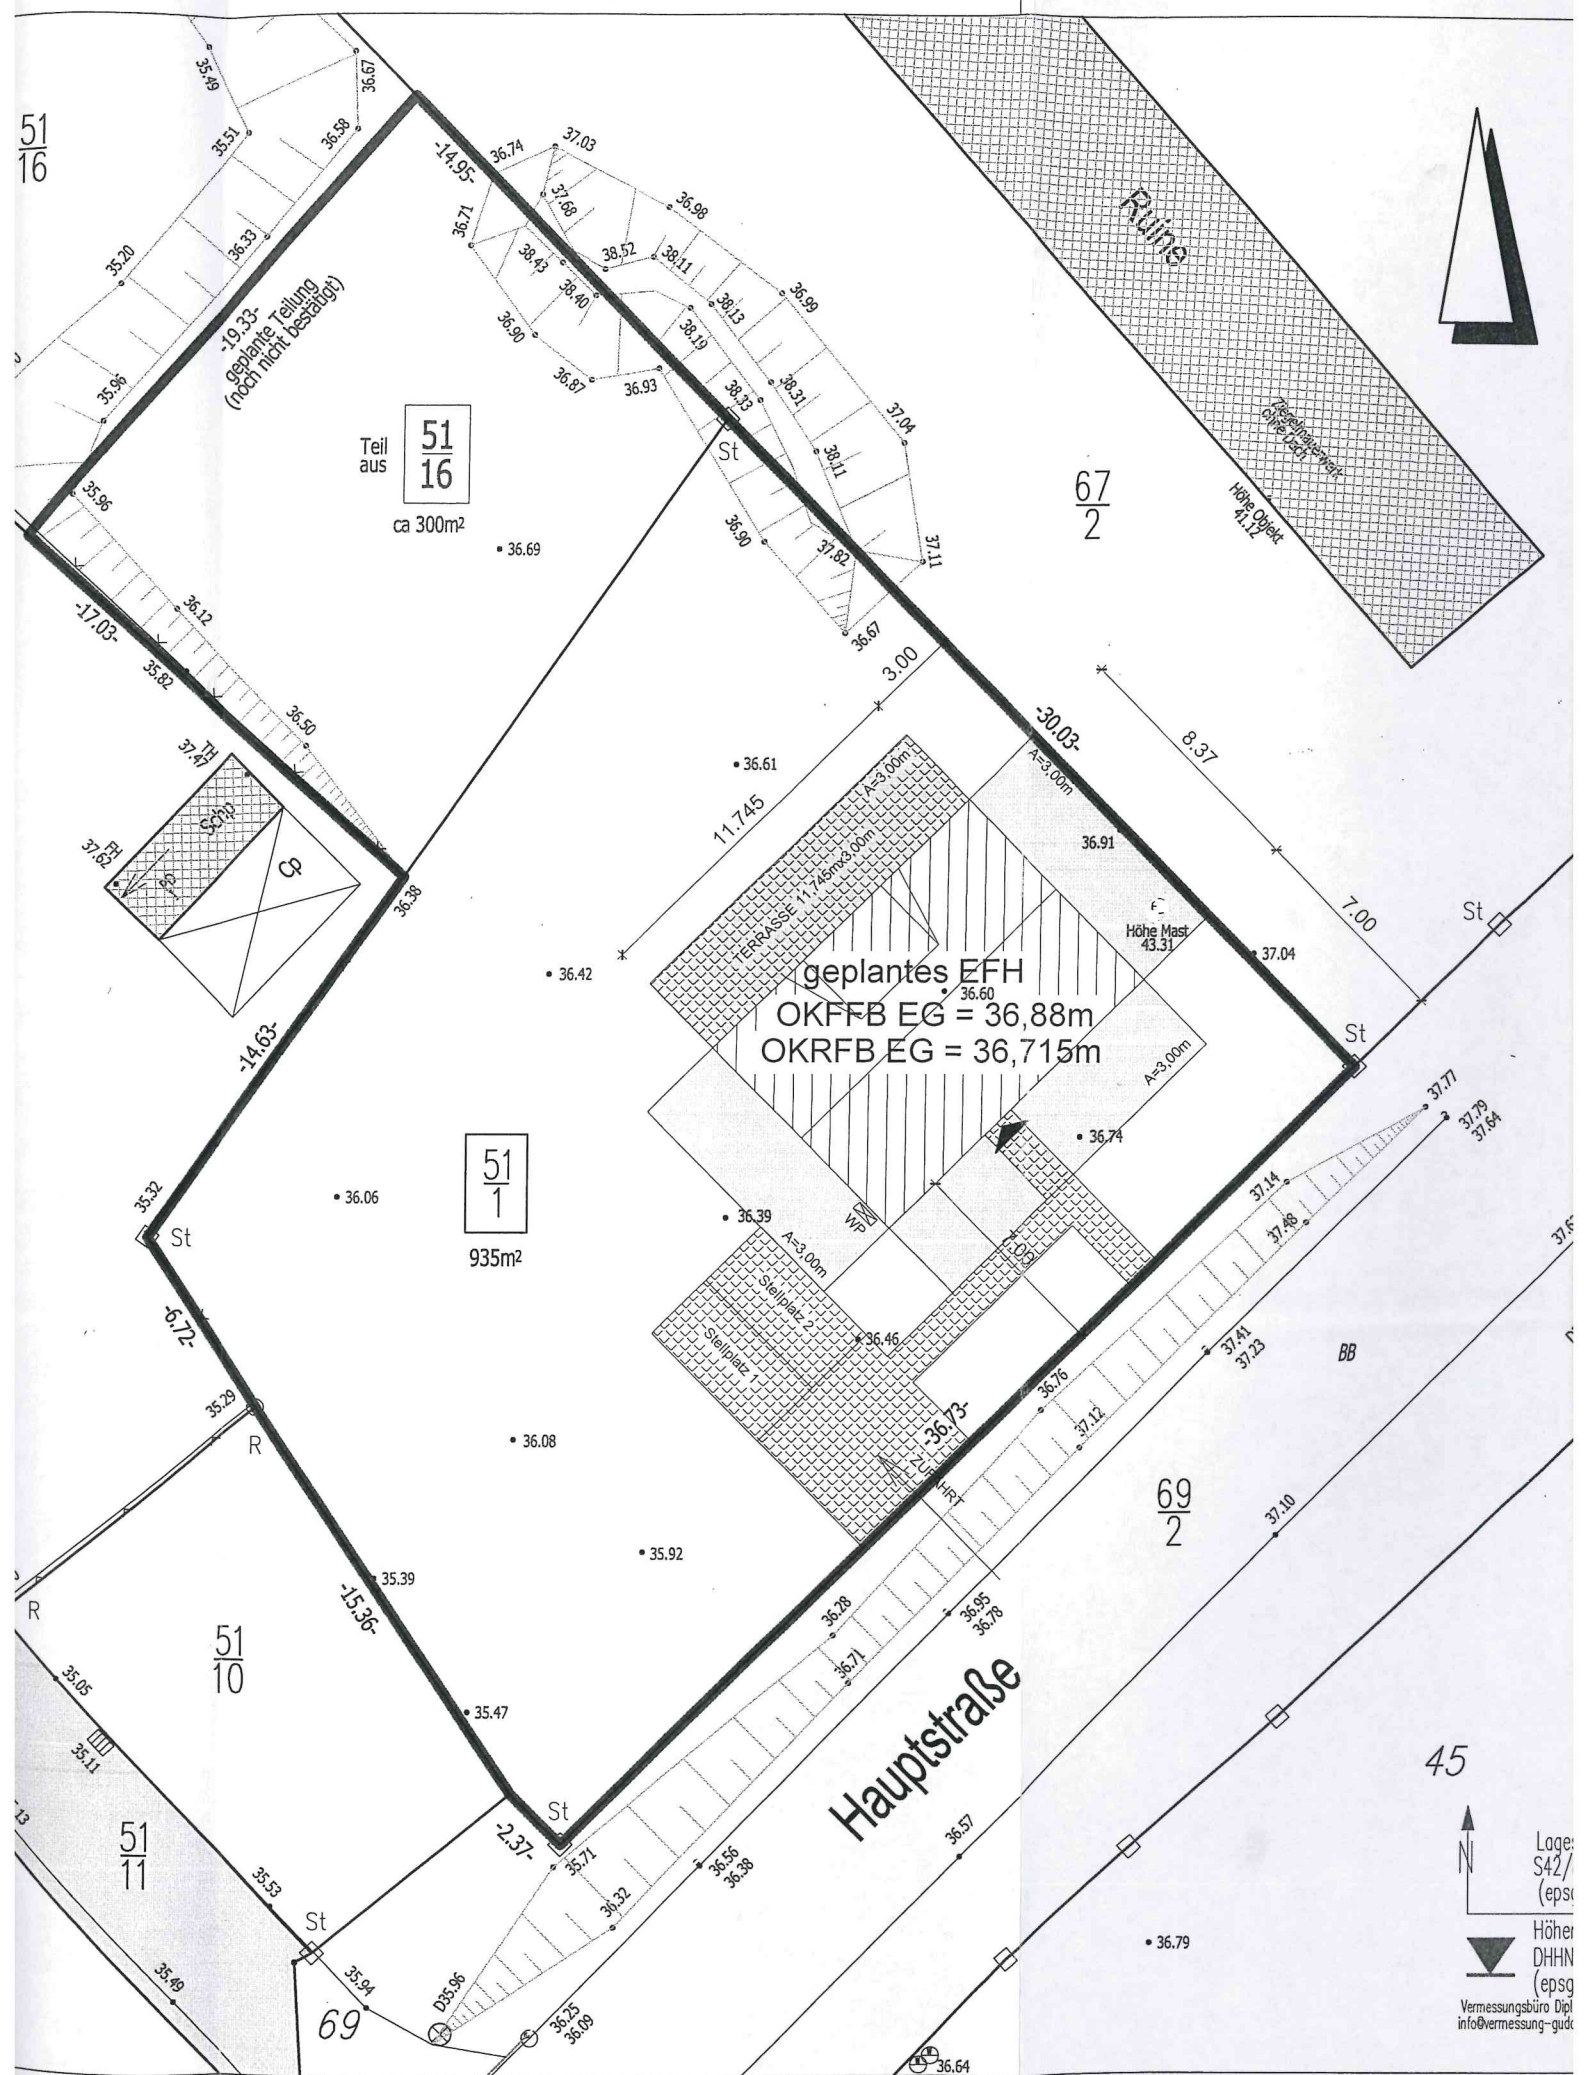 35.49
36.67
51
16
35.51
36.58
-14.95-
36.74
37.03
37.68
36.71
36.98
Ruine
38.43
38.52
38.11
35.20
36.33
38.40
38.13
36.99
38.19
-19.33-
geplante Teilung
(noch nicht bestätigt)
36.90
36.87
36.93
38.33
38.31
35.96
Teil
aus
51
16
ca 300m²
St
37.04
38.11
Ziegelmauerwerk
ohne Dach
Höhe Objekt
41.12
67
2
35.96
36.69
36.90
37.82
37.11
36.12
-17.03-
35.82
36.67
3.00
36.50
TH
37.47
36.61
-30.03-
8.37
A=3,00m
A=3,00m
11.745
Schp
FH
37.62
PD
Cp
36.91
TERRASSE 11,745mx3,00m
36.38
7.00
St
Höhe Mast
43.31
37.04
36.42
geplantes EFH
36.60
OKFFB EG = 36,88m
OKRFB EG = 36,715m
St
A=3,00m
-14.63-
37.77
37.79
37.64
36.74
51
1
935m²
37.14
35.32
36.06
St
36.39
WP
37.48
A=3,00m
37.41
37.23
BB
Stellplatz 2
Stellplatz 1
36.46
-6.72-
36.76
37.12
35.29
R
36.08
-36.73-
ZUFAHRT
69
2
37.10
35.92
35.39
-15.36-
R
36.28
36.95
36.78
51
10
36.71
35.05
35.47
Hauptstraße
35.11
45
St
-2.37-
36.57
51
11
35.71
36.56
36.38
N
35.53
36.32
St
36.79
35.49
35.94
D35.96
69
36.25
36.09
36.64
Vermessungsbüro